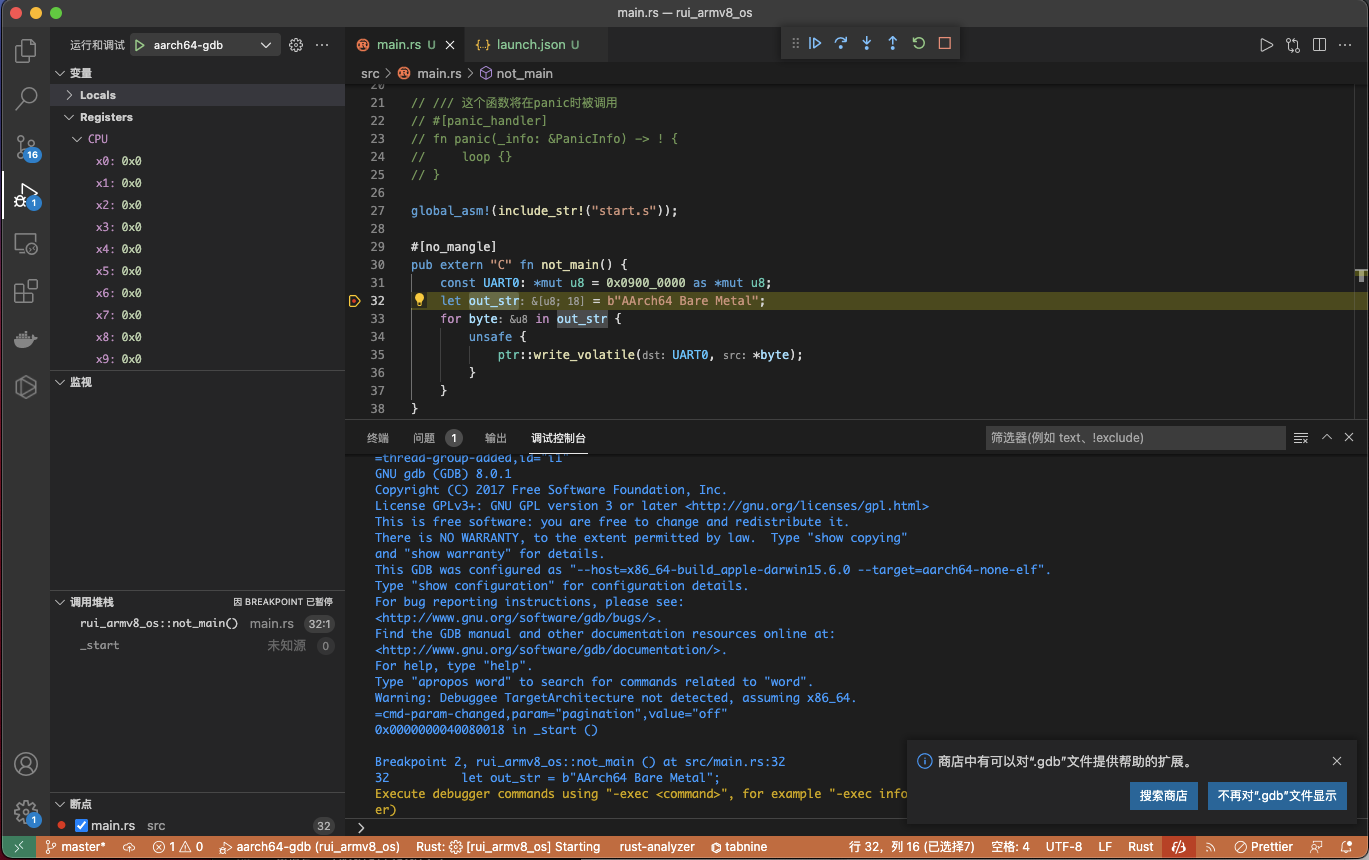 main.rs — rui_armv8_os
运行和调试 aarch64-gdb
main.rs U
launch.json U
src > main.rs > not_main
变量
Locals
Registers
CPU
x0: 0x0
x1: 0x0
x2: 0x0
x3: 0x0
x4: 0x0
x5: 0x0
x6: 0x0
x7: 0x0
x8: 0x0
x9: 0x0
监视
调用堆栈 因 BREAKPOINT 已暂停
rui_armv8_os::not_main() main.rs 32:1
_start 未知源 0
断点
main.rs src 32
16
1
1
20
21 // /// 这个函数将在panic时被调用
22 // #[panic_handler]
23 // fn panic(_info: &PanicInfo) -> ! {
24 //     loop {}
25 // }
26
27 global_asm!(include_str!("start.s"));
28
29 #[no_mangle]
30 pub extern "C" fn not_main() {
31     const UART0: *mut u8 = 0x0900_0000 as *mut u8;
32     let out_str: &[u8; 18] = b"AArch64 Bare Metal";
33     for byte: &u8 in out_str {
34         unsafe {
35             ptr::write_volatile(dst: UART0, src: *byte);
36         }
37     }
38 }
终端 问题 1 输出 调试控制台
筛选器(例如 text、!exclude)
=thread-group-added,id="i1"
GNU gdb (GDB) 8.0.1
Copyright (C) 2017 Free Software Foundation, Inc.
License GPLv3+: GNU GPL version 3 or later <http://gnu.org/licenses/gpl.html>
This is free software: you are free to change and redistribute it.
There is NO WARRANTY, to the extent permitted by law.  Type "show copying"
and "show warranty" for details.
This GDB was configured as "--host=x86_64-build_apple-darwin15.6.0 --target=aarch64-none-elf".
Type "show configuration" for configuration details.
For bug reporting instructions, please see:
<http://www.gnu.org/software/gdb/bugs/>.
Find the GDB manual and other documentation resources online at:
<http://www.gnu.org/software/gdb/documentation/>.
For help, type "help".
Type "apropos word" to search for commands related to "word".
Warning: Debuggee TargetArchitecture not detected, assuming x86_64.
=cmd-param-changed,param="pagination",value="off"
0x0000000040080018 in _start ()
Breakpoint 2, rui_armv8_os::not_main () at src/main.rs:32
32          let out_str = b"AArch64 Bare Metal";
Execute debugger commands using "-exec <command>", for example "-exec info
er)
商店中有可以对“.gdb”文件提供帮助的扩展。
搜索商店
不再对“.gdb”文件显示
master* 1 0 aarch64-gdb (rui_armv8_os) Rust: [rui_armv8_os] Starting rust-analyzer tabnine 行 32，列 16 (已选择7) 空格: 4 UTF-8 LF Rust Prettier